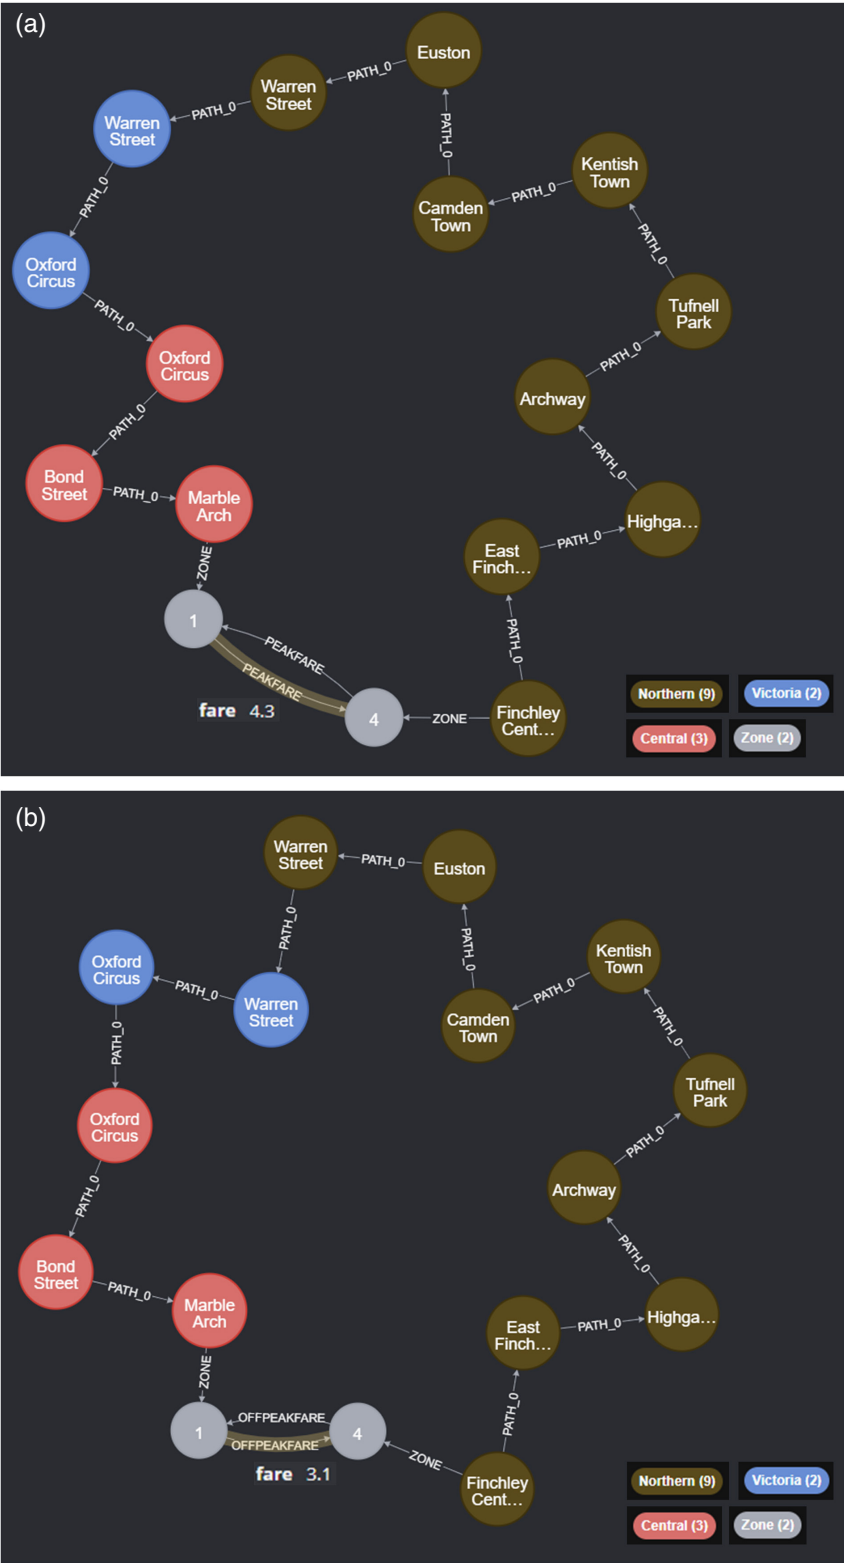 (a)
Euston
PATH_0
Warren
Street
PATH_0
Warren
Street
PATH_0
Oxford
Circus
PATH_0
Oxford
Circus
PATH_0
Bond
Street
PATH_0
Marble
Arch
ZONE
1
PEAKFARE
PEAKFARE
fare 4.3
4
ZONE
Finchley
Cent...
PATH_0
East
Finch...
PATH_0
Highga...
PATH_0
Archway
PATH_0
Tufnell
Park
PATH_0
Kentish
Town
PATH_0
Camden
Town
PATH_0
Northern (9)
Victoria (2)
Central (3)
Zone (2)
(b)
Warren
Street
PATH_0
Euston
PATH_0
Warren
Street
PATH_0
Oxford
Circus
PATH_0
Oxford
Circus
PATH_0
Bond
Street
PATH_0
Marble
Arch
ZONE
1
OFFPEAKFARE
OFFPEAKFARE
fare 3.1
4
ZONE
Finchley
Cent...
PATH_0
East
Finch...
PATH_0
Highga...
PATH_0
Archway
PATH_0
Tufnell
Park
PATH_0
Kentish
Town
PATH_0
Camden
Town
PATH_0
Northern (9)
Victoria (2)
Central (3)
Zone (2)